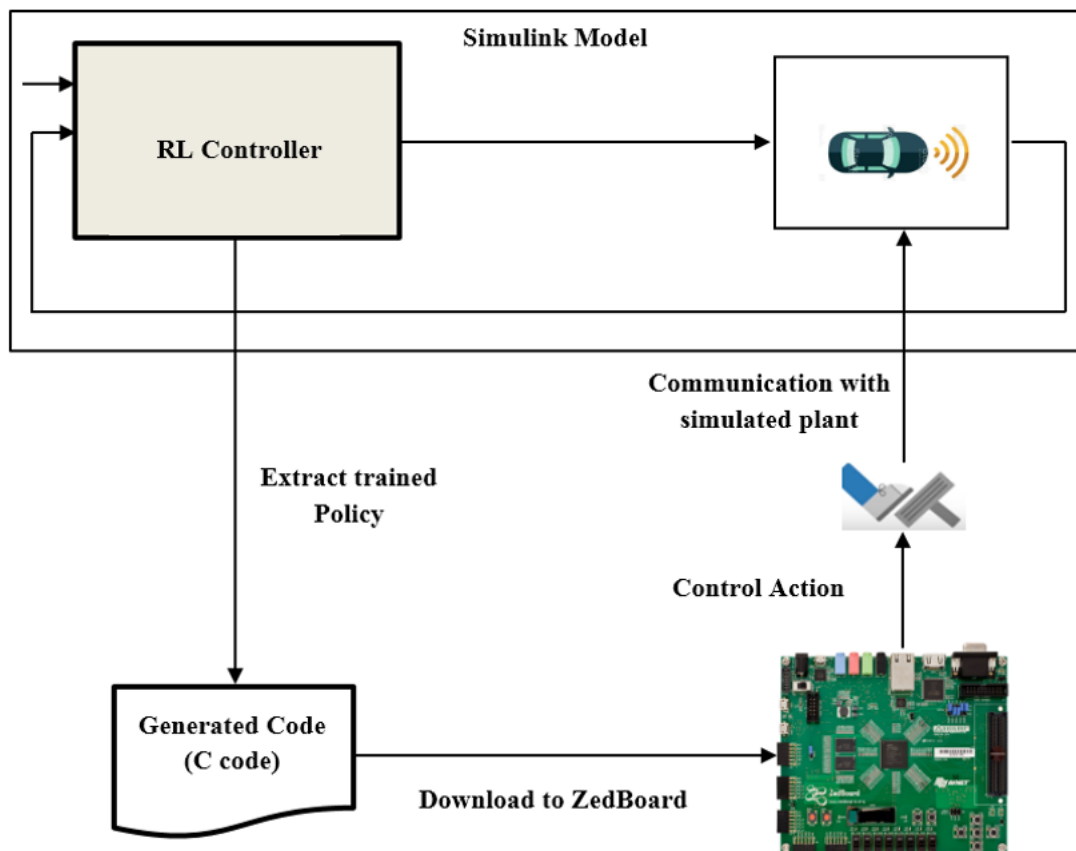 Simulink Model
RL Controller
Communication with
simulated plant
Extract trained
Policy
Control Action
Generated Code
(C code)
Download to ZedBoard
ZedBoard